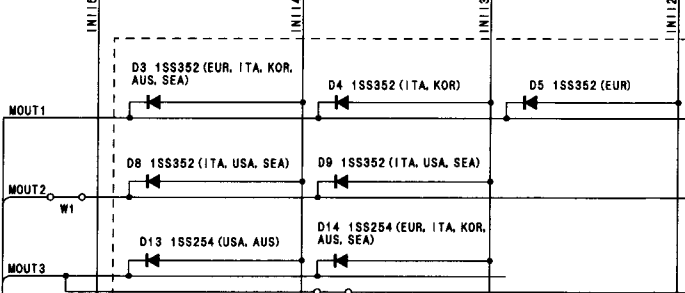 INI15
INI14
INI13
INI12
D3 1SS352(EUR, ITA, KOR,
AUS, SEA)
D4 1SS352(ITA, KOR)
D5 1SS352(EUR)
MOUT1
D8 1SS352(ITA, USA, SEA)
D9 1SS352(ITA, USA, SEA)
MOUT2
W1
D13 1SS254(USA, AUS)
D14 1SS254(EUR, ITA, KOR,
AUS, SEA)
MOUT3